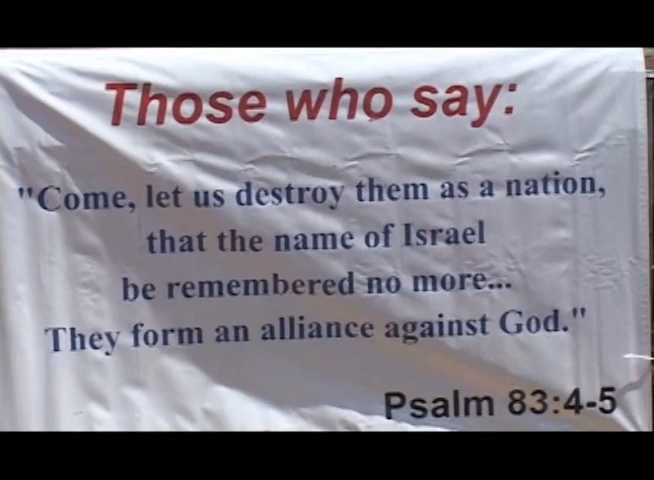 Those who say:
"Come, let us destroy them as a nation,
that the name of Israel
be remembered no more...
They form an alliance against God."
Psalm 83:4-5